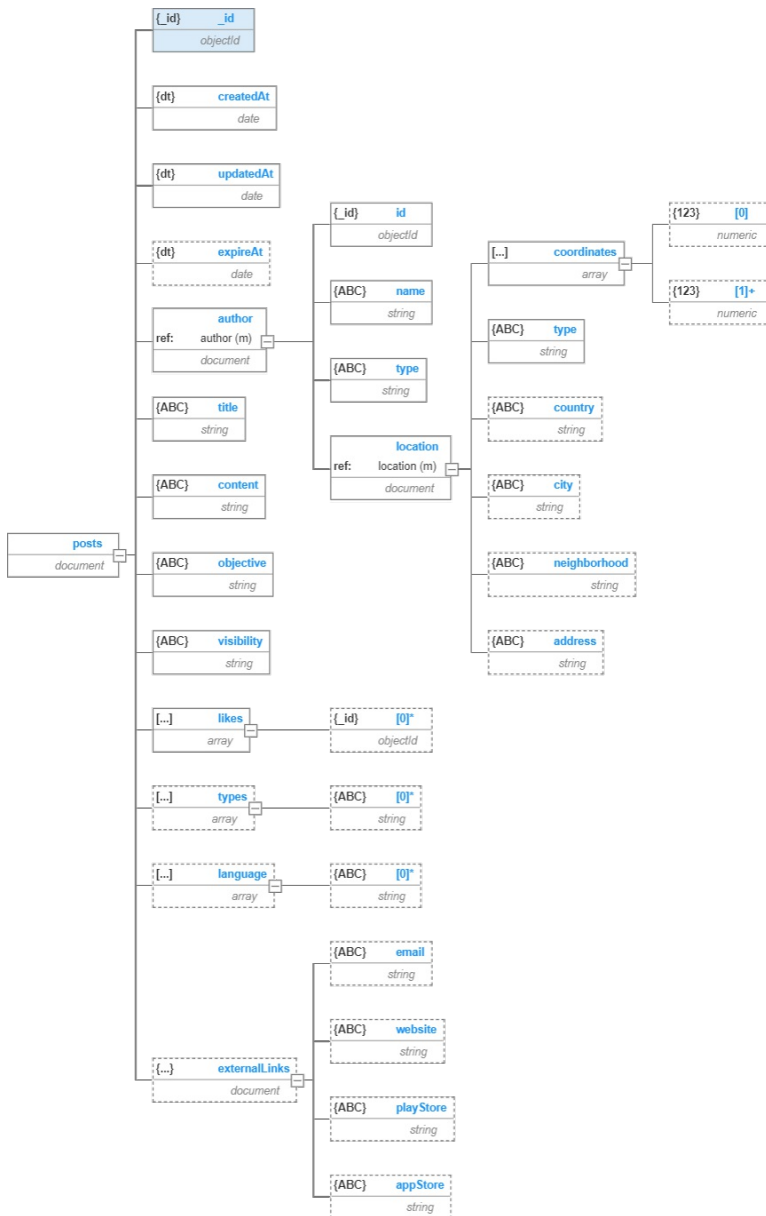 {_id} _id
objectId
{dt} createdAt
date
{dt} updatedAt
date
{dt} expireAt
date
author
ref: author (m)
document
{_id} id
objectId
{ABC} name
string
{ABC} type
string
location
ref: location (m)
document
[...] coordinates
array
{123} [0]
numeric
{123} [1]+
numeric
{ABC} type
string
{ABC} country
string
{ABC} city
string
{ABC} neighborhood
string
{ABC} address
string
{ABC} title
string
{ABC} content
string
posts
document
{ABC} objective
string
{ABC} visibility
string
[...] likes
array
{_id} [0]*
objectId
[...] types
array
{ABC} [0]*
string
[...] language
array
{ABC} [0]*
string
{...} externalLinks
document
{ABC} email
string
{ABC} website
string
{ABC} playStore
string
{ABC} appStore
string